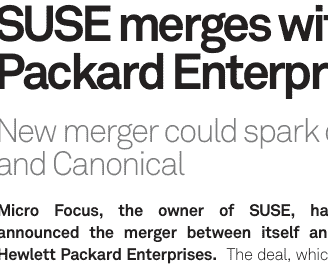 SUSE merges wi
Packard Enterpr
New merger could spark
and Canonical
Micro Focus, the owner of SUSE, ha
announced the merger between itself an
Hewlett Packard Enterprises. The deal, whic